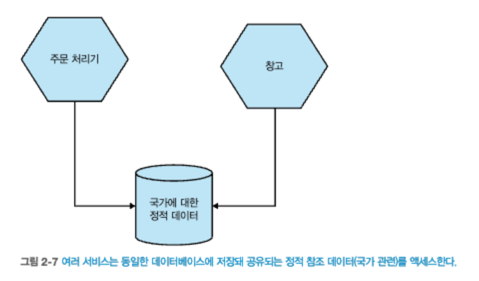 주문 처리기
창고
국가에 대한
정적 데이터
그림 2-7 여러 서비스는 동일한 데이터베이스에 저장돼 공유되는 정적 참조 데이터(국가 관련)를 액세스한다.